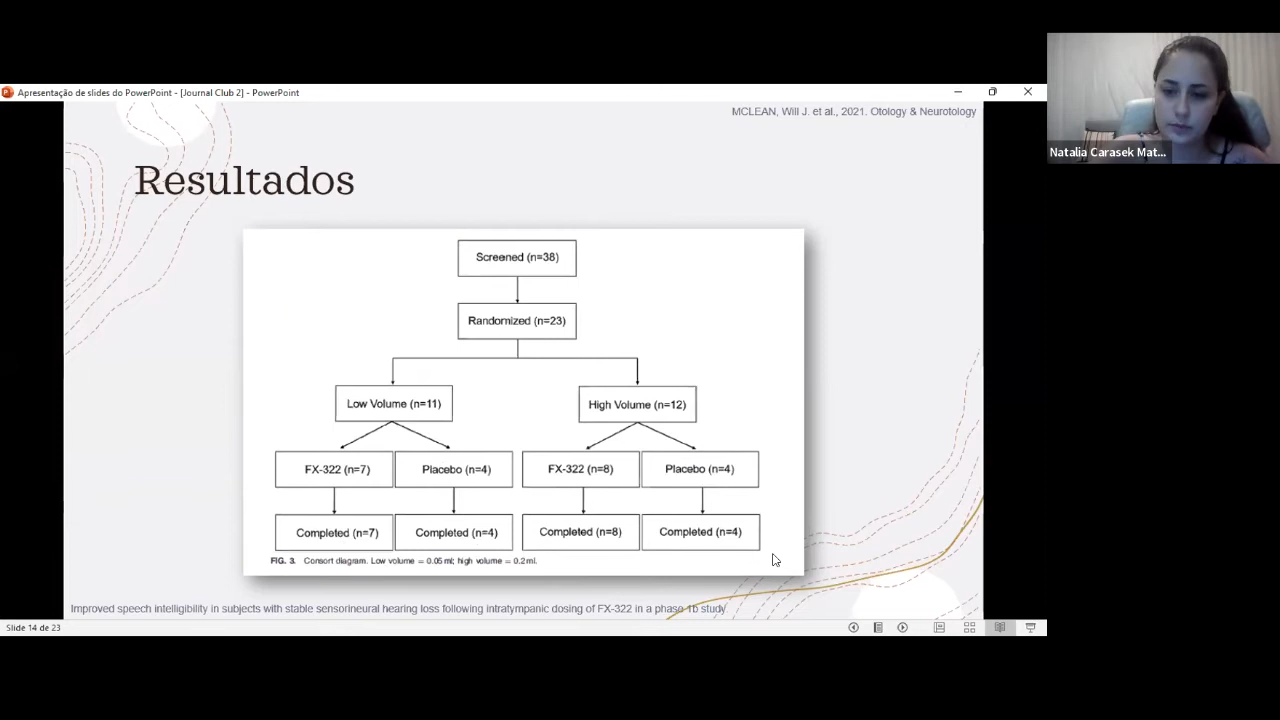 Apresentação de slides do PowerPoint - [Journal Club 2] - PowerPoint
MCLEAN, Will J. et al., 2021. Otology & Neurotology
Natalia Carasek Mat...
Resultados
Screened (n=38)
Randomized (n=23)
Low Volume (n=11)
High Volume (n=12)
FX-322 (n=7)
Placebo (n=4)
FX-322 (n=8)
Placebo (n=4)
Completed (n=7)
Completed (n=4)
Completed (n=8)
Completed (n=4)
FIG. 3. Consort diagram. Low volume = 0.05 ml; high volume = 0.2 ml.
Improved speech intelligibility in subjects with stable sensorineural hearing loss following intratympanic dosing of FX-322 in a phase 1b study
Slide 14 de 23